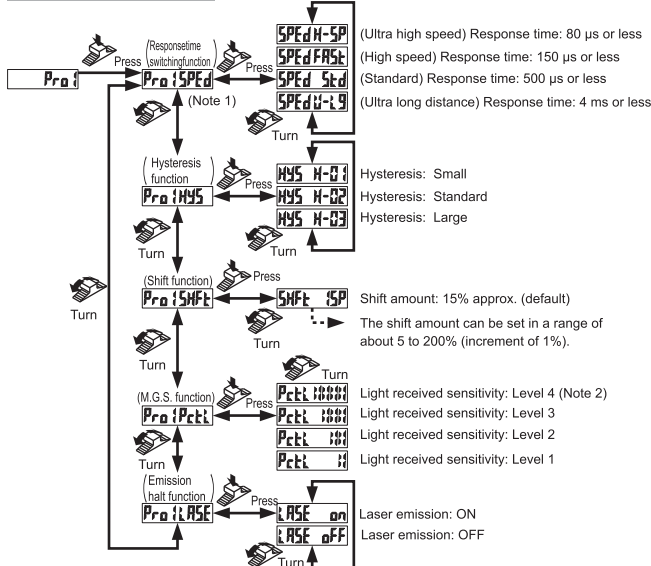 Press
(Responsetime switchingfunction)
Pro1
Pro1SPEd
(Note 1)
SPEd H-SP (Ultra high speed) Response time: 80 μs or less
SPEd FASt (High speed) Response time: 150 μs or less
SPEd Std (Standard) Response time: 500 μs or less
SPEd U-L9 (Ultra long distance) Response time: 4 ms or less
Press
Turn
(Hysteresis function)
Pro1HYS
Press
HYS H-01 Hysteresis: Small
HYS H-02 Hysteresis: Standard
HYS H-03 Hysteresis: Large
Turn
Turn
(Shift function)
Pro1SHFt
Press
SHFt 15P Shift amount: 15% approx. (default)
The shift amount can be set in a range of
about 5 to 200% (increment of 1%).
Turn
Turn
Turn
Turn
(M.G.S. function)
Pro1PctL
Press
PctL Light received sensitivity: Level 4 (Note 2)
PctL Light received sensitivity: Level 3
PctL Light received sensitivity: Level 2
PctL Light received sensitivity: Level 1
Turn
(Emission halt function)
Pro1LASE
Press
LASE on Laser emission: ON
LASE oFF Laser emission: OFF
Turn